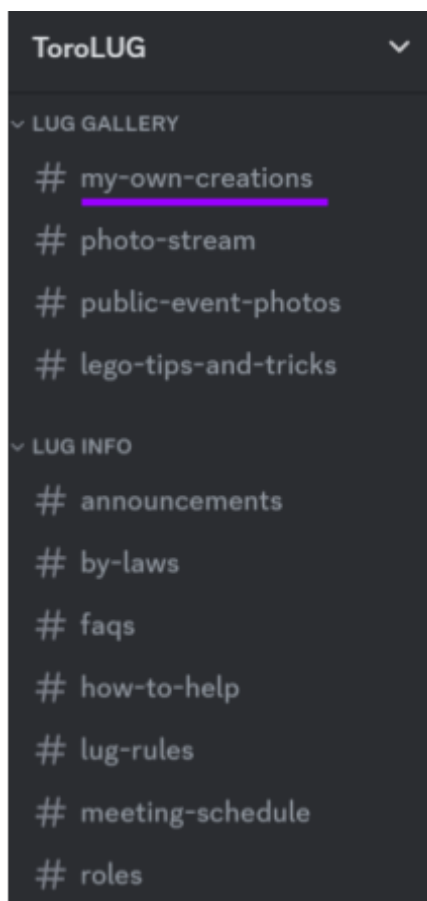 ToroLUG
LUG GALLERY
# my-own-creations
# photo-stream
# public-event-photos
# lego-tips-and-tricks
LUG INFO
# announcements
# by-laws
# faqs
# how-to-help
# lug-rules
# meeting-schedule
# roles